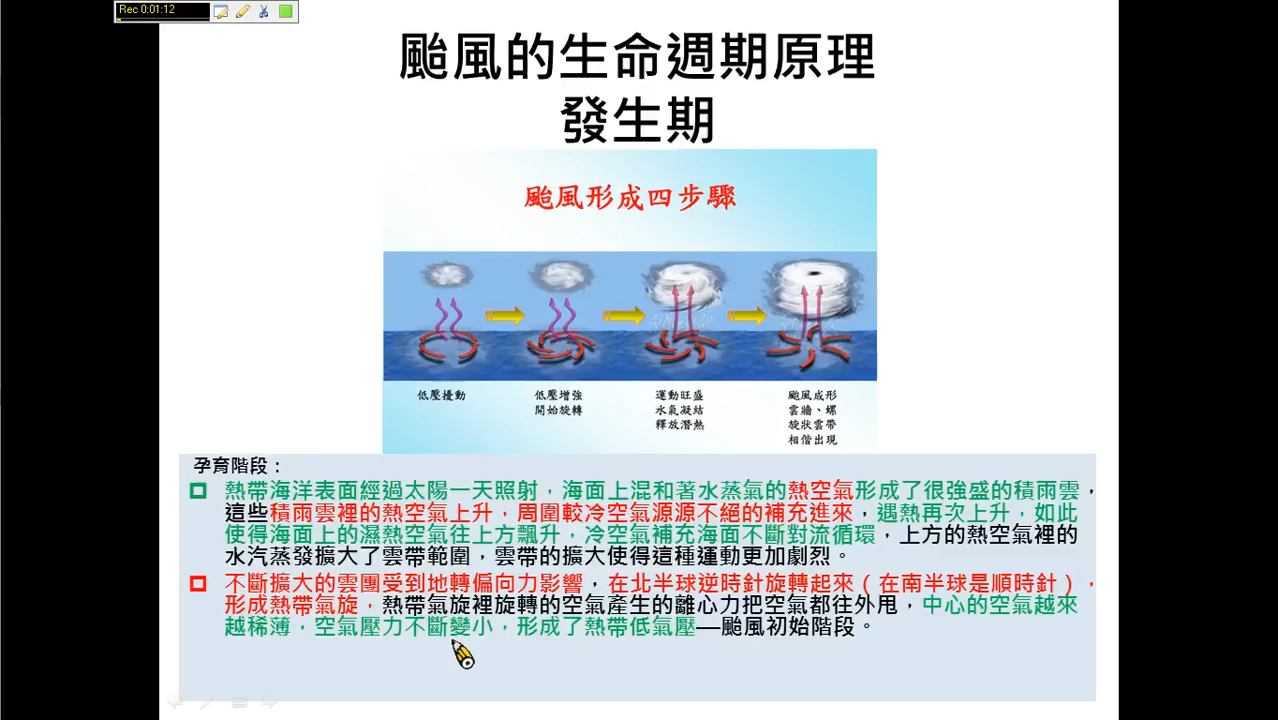 Rec 0:01:12
颱風的生命週期原理
發生期
颱風形成四步驟
低壓擾動
低壓增強
開始旋轉
運動旺盛
水氣凝結
釋放潛熱
颱風成形
雲牆、螺
旋狀雲帶
相偕出現
孕育階段：
熱帶海洋表面經過太陽一天照射，海面上混和著水蒸氣的熱空氣形成了很強盛的積雨雲，
這些積雨雲裡的熱空氣上升，周圍較冷空氣源源不絕的補充進來，遇熱再次上升，如此
使得海面上的濕熱空氣往上方飄升，冷空氣補充海面不斷對流循環，上方的熱空氣裡的
水汽蒸發擴大了雲帶範圍，雲帶的擴大使得這種運動更加劇烈。
不斷擴大的雲團受到地轉偏向力影響，在北半球逆時針旋轉起來（在南半球是順時針），
形成熱帶氣旋，熱帶氣旋裡旋轉的空氣產生的離心力把空氣都往外甩，中心的空氣越來
越稀薄，空氣壓力不斷變小，形成了熱帶低氣壓—颱風初始階段。